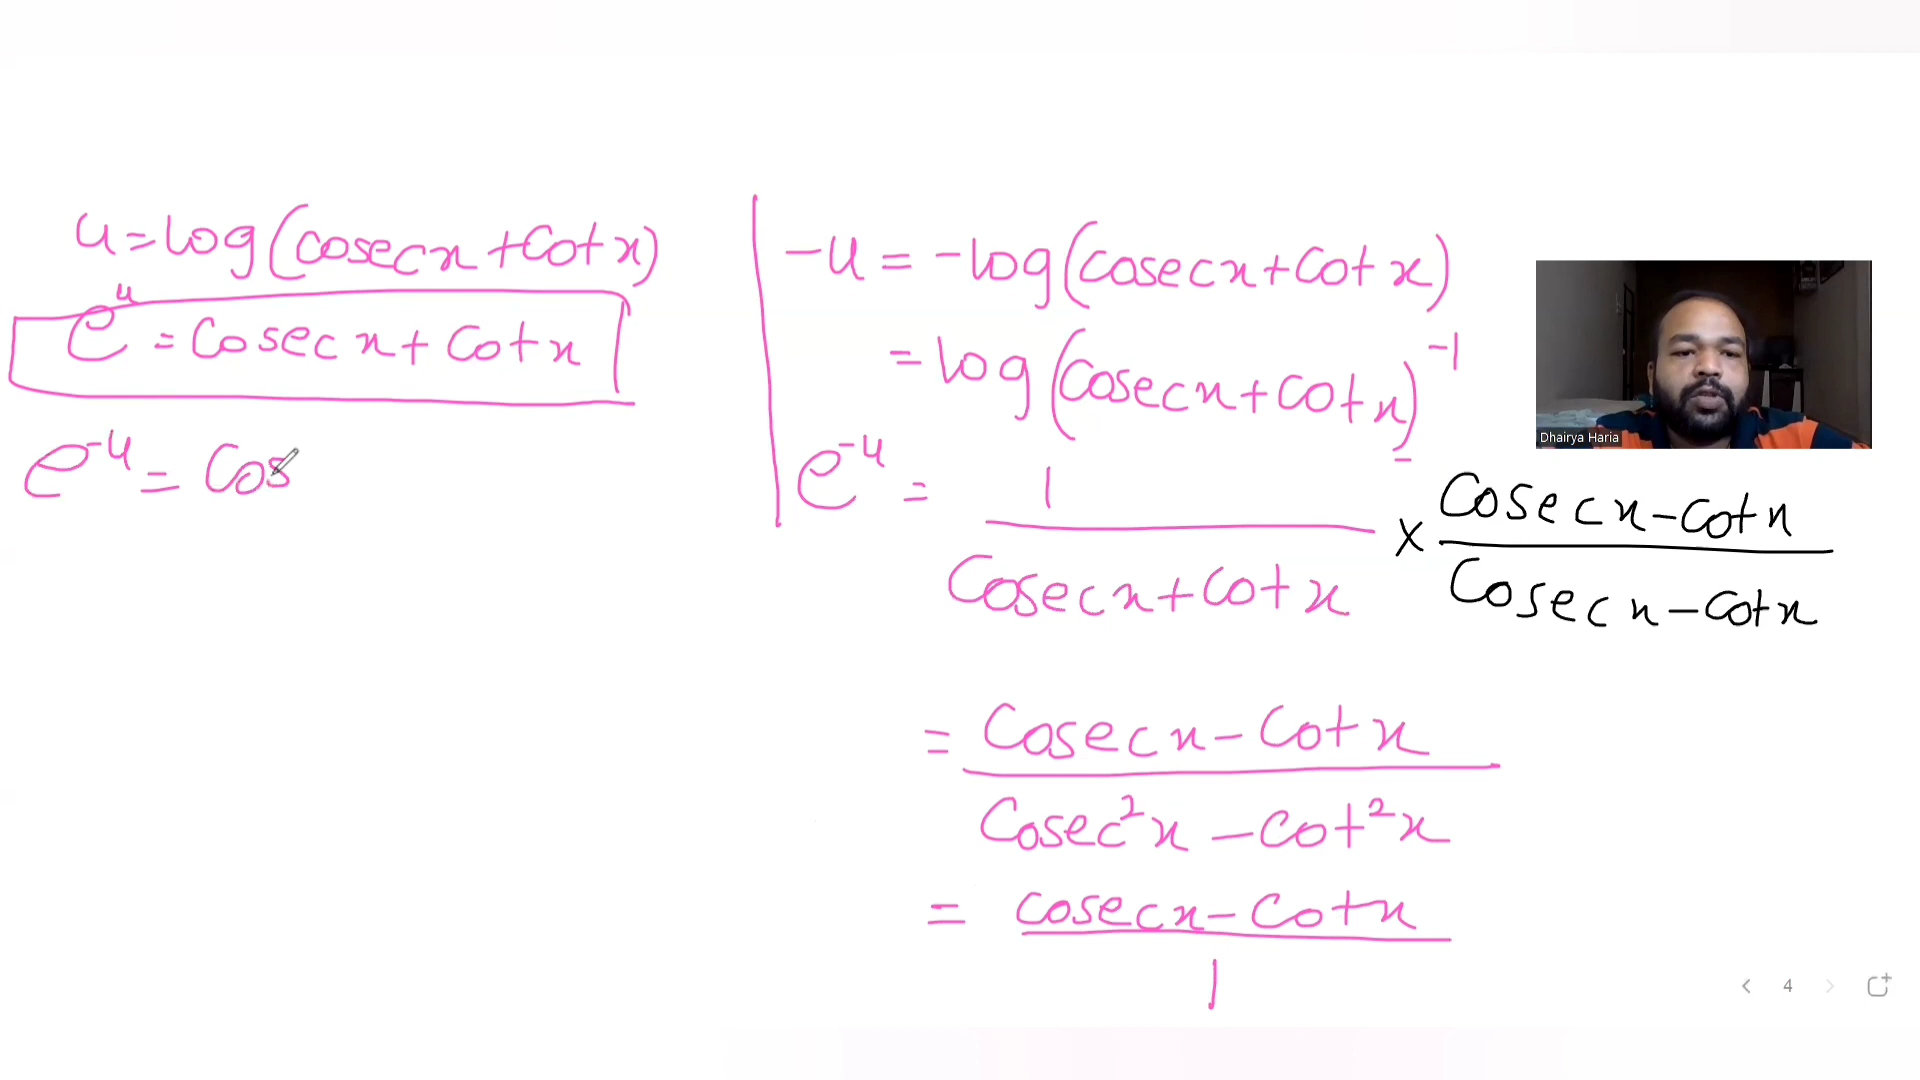 u = log(cosecx + cotx)
e^u = cosecx + cotx
e^-u = cos
-u = -log(cosecx + cotx)
= log(cosecx + cotx)^-1
e^-u = 1 / (cosecx + cotx) × (cosecx - cotx) / (cosecx - cotx)
= (cosecx - cotx) / (cosec²x - cot²x)
= (cosecx - cotx) / 1
Dhairya Haria
4